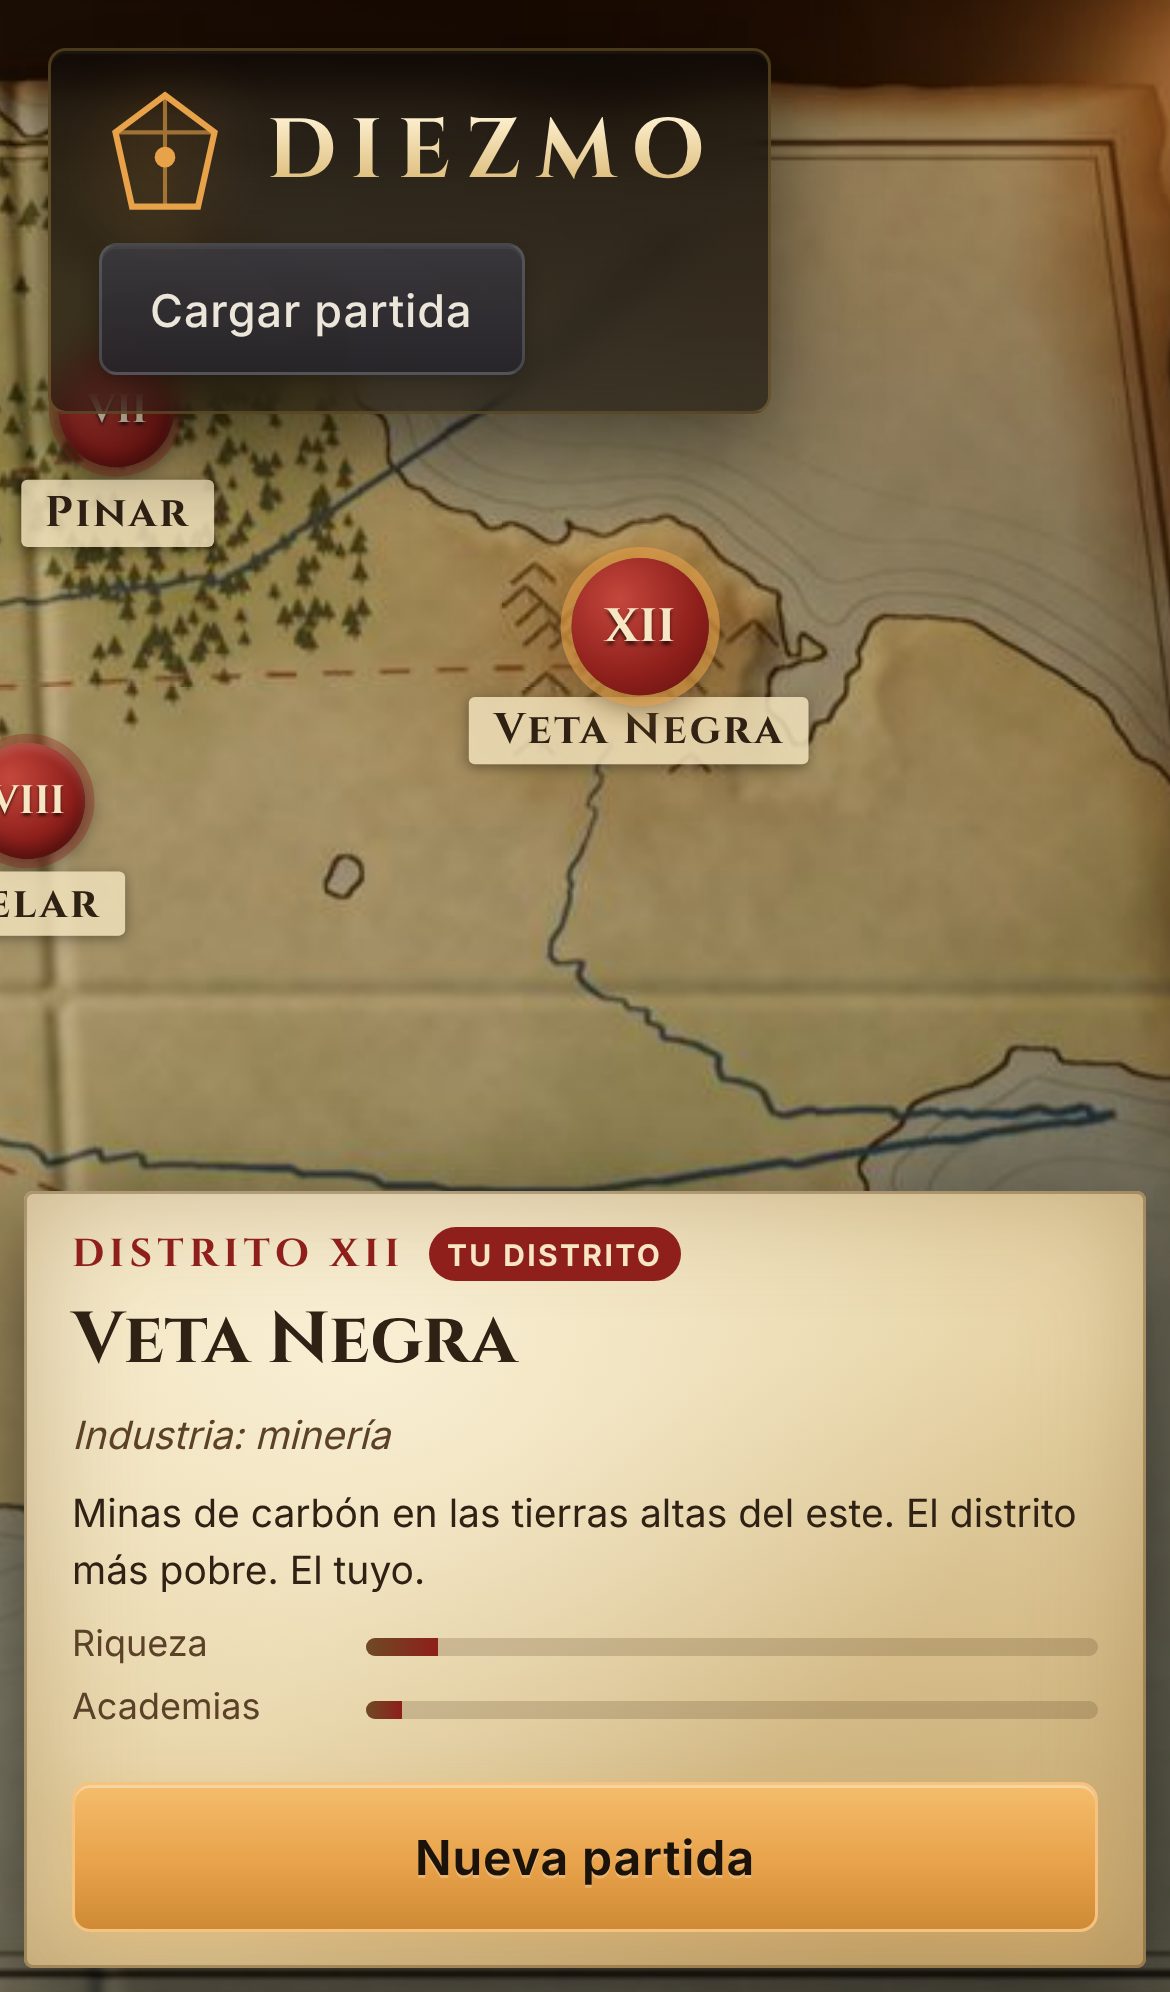 DIEZMO
Cargar partida
VII
PINAR
XII
VETA NEGRA
VIII
ELAR
DISTRITO XII
TU DISTRITO
VETA NEGRA
Industria: minería
Minas de carbón en las tierras altas del este. El distrito
más pobre. El tuyo.
Riqueza
Academias
Nueva partida